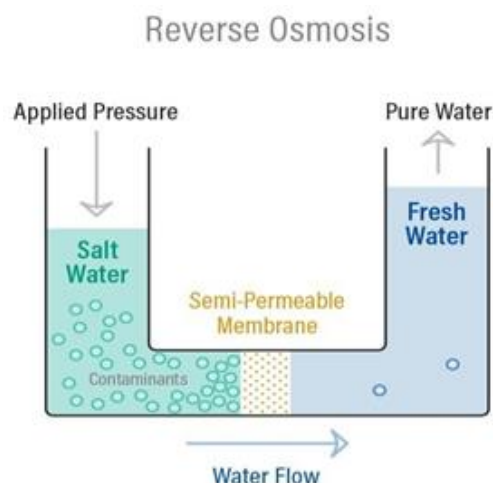 Reverse Osmosis
Applied Pressure
Pure Water
Salt
Water
Fresh
Water
Semi-Permeable
Membrane
Contaminants
Water Flow